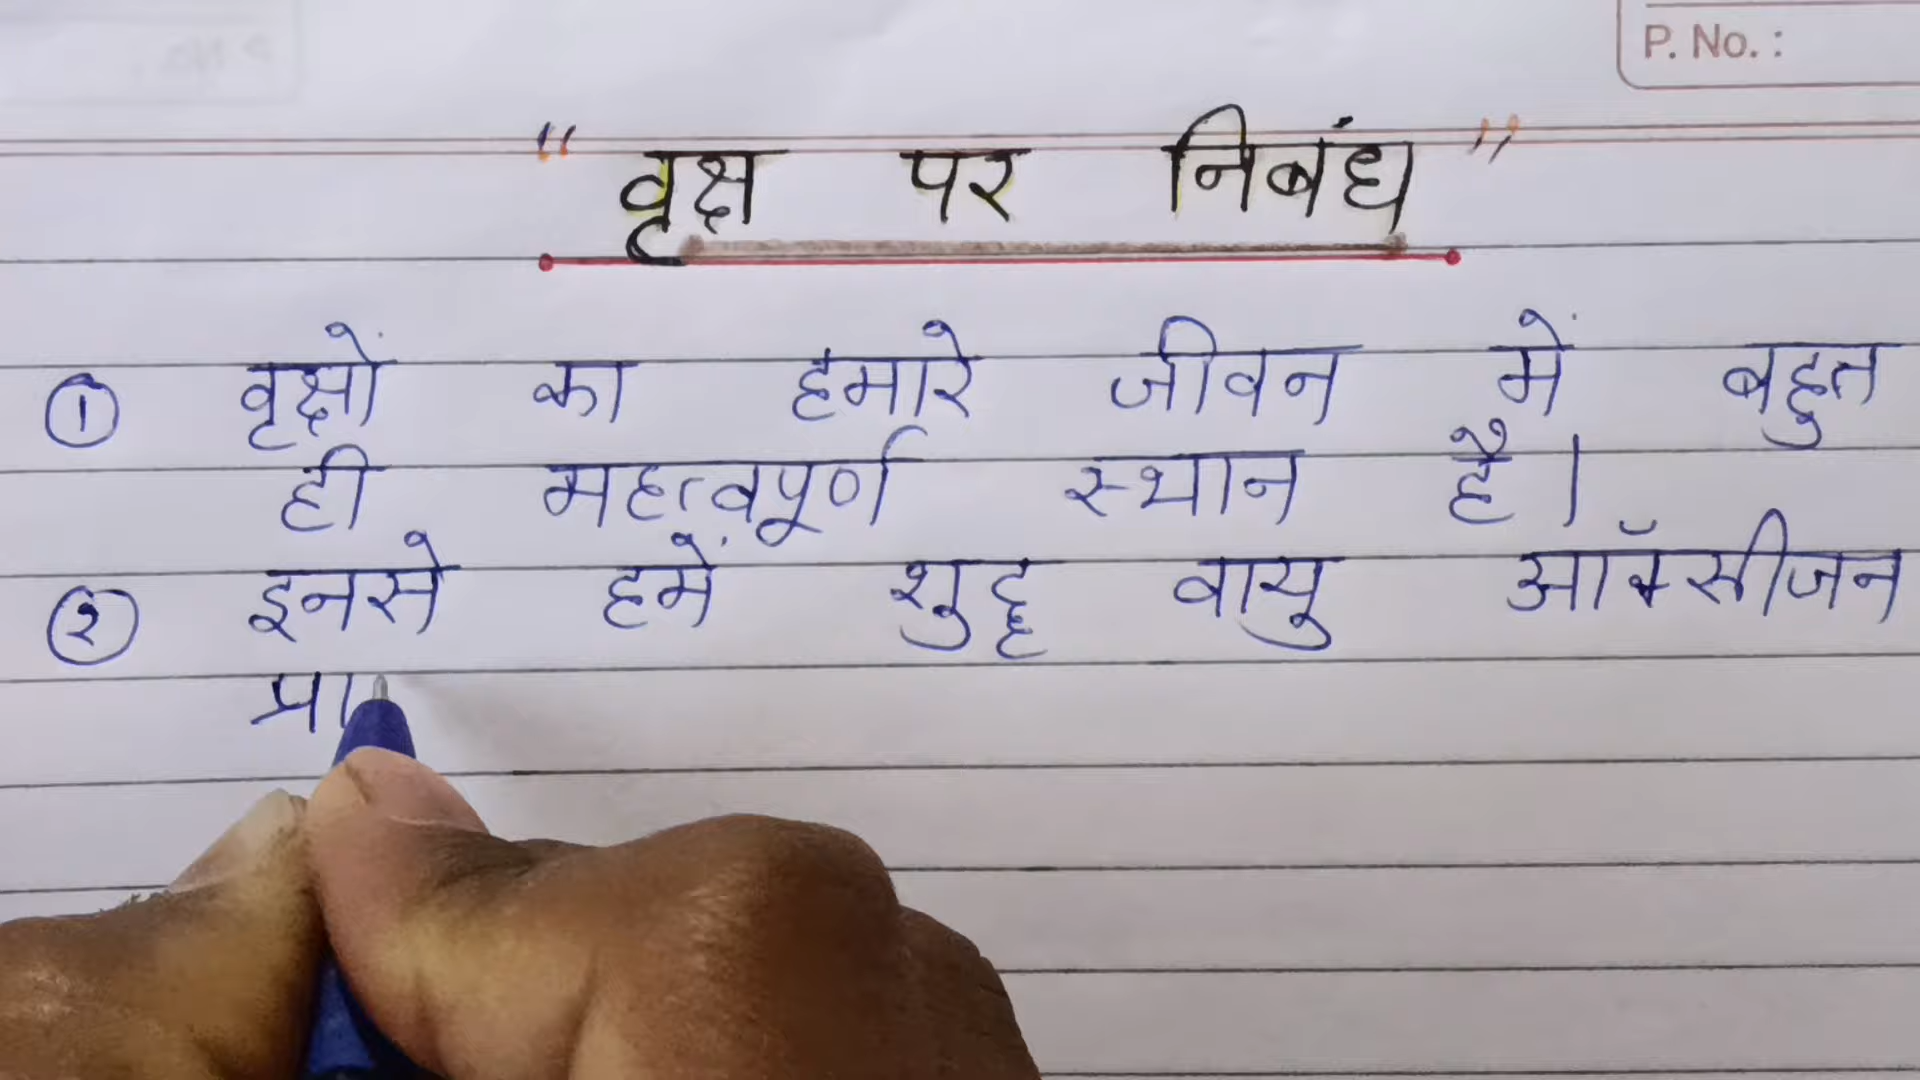 P. No. :
" वृक्ष पर निबंध "
① वृक्षों का हमारे जीवन में बहुत
ही महत्वपूर्ण स्थान है।
② इनसे हमें शुद्ध वायु ऑक्सीजन
प्रा